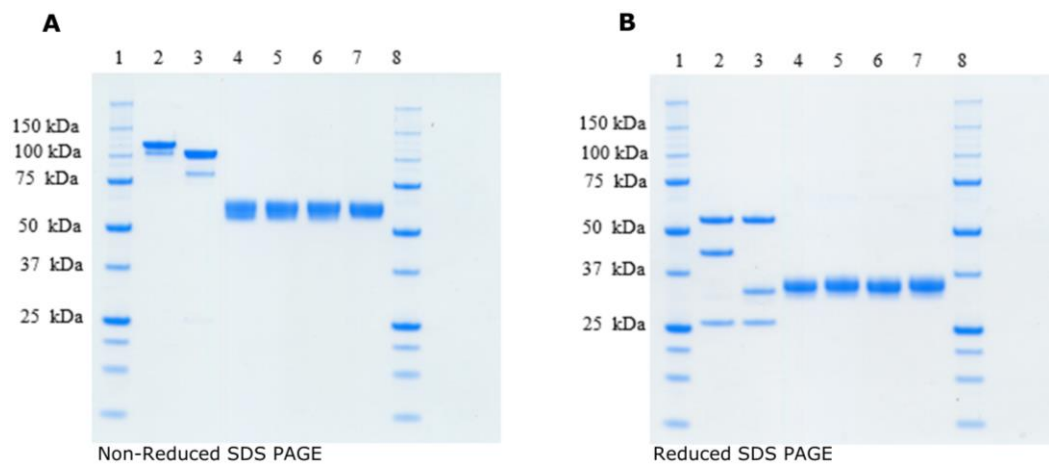 A
1 2 3 4 5 6 7 8
150 kDa
100 kDa
75 kDa
50 kDa
37 kDa
25 kDa
Non-Reduced SDS PAGE
B
1 2 3 4 5 6 7 8
150 kDa
100 kDa
75 kDa
50 kDa
37 kDa
25 kDa
Reduced SDS PAGE